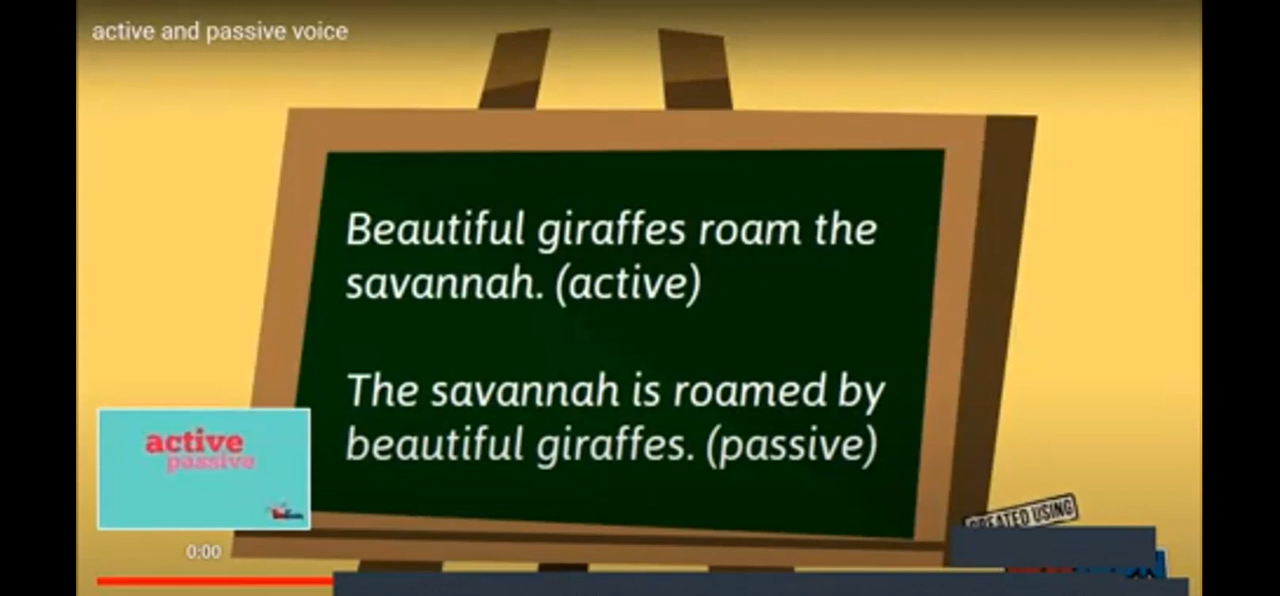 active and passive voice
Beautiful giraffes roam the
savannah. (active)
The savannah is roamed by
beautiful giraffes. (passive)
active
passive
0:00
CREATED USING